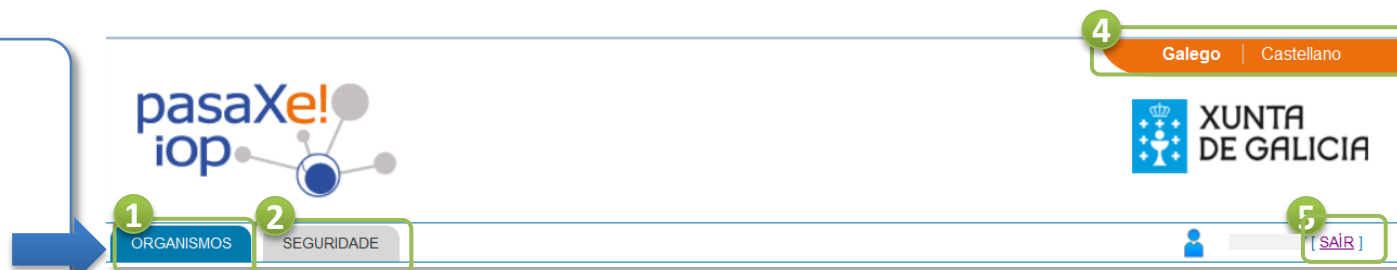 4
Galego | Castellano
pasaXe!
iop
XUNTA
DE GALICIA
1 2 5
ORGANISMOS SEGURIDADE / [ SAÍR ]